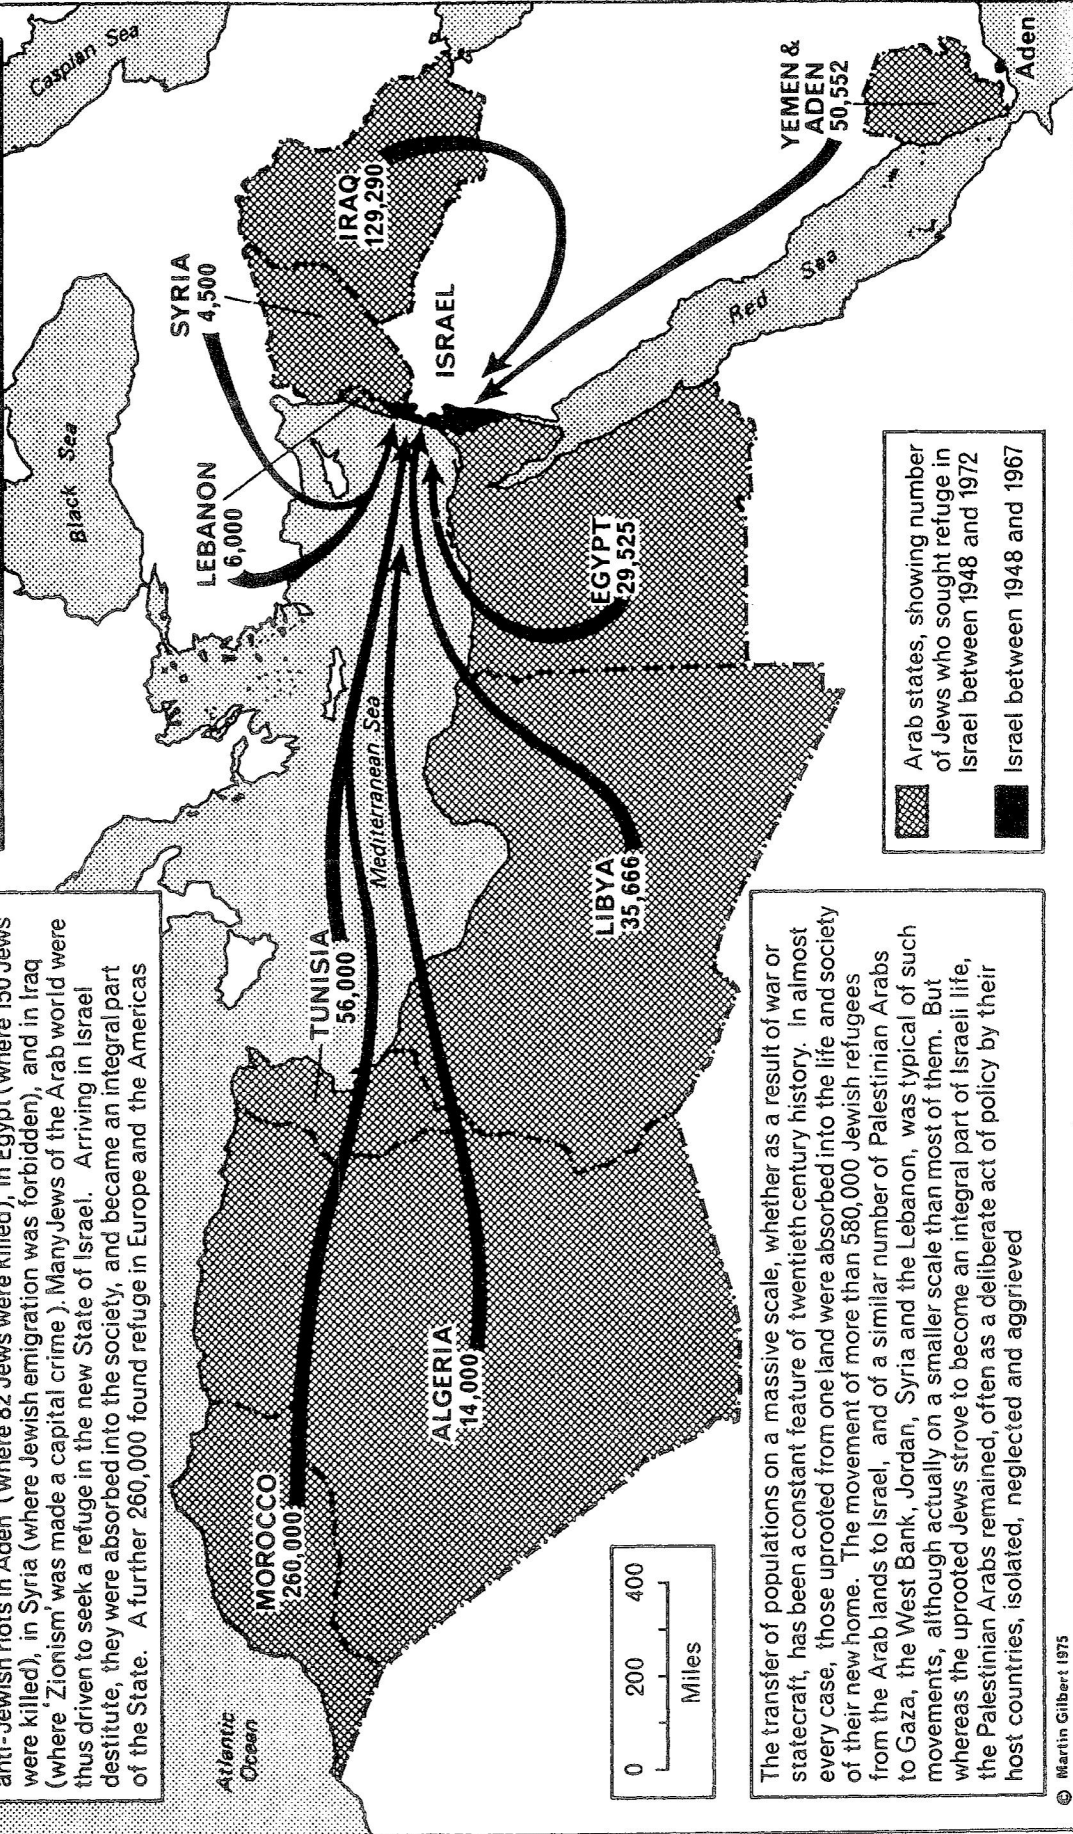 anti-Jewish riots in Aden (where 82 Jews were killed), in Egypt (where 150 Jews
were killed), in Syria (where Jewish emigration was forbidden), and in Iraq
(where 'Zionism' was made a capital crime). Many Jews of the Arab world were
thus driven to seek a refuge in the new State of Israel. Arriving in Israel
destitute, they were absorbed into the society, and became an integral part
of the State. A further 260,000 found refuge in Europe and the Americas
Caspian Sea
Black Sea
SYRIA
4,500
LEBANON
6,000
IRAQ
129,290
ISRAEL
YEMEN &
ADEN
50,552
Aden
Red Sea
Mediterranean Sea
TUNISIA
56,000
Atlantic
Ocean
MOROCCO
260,000
ALGERIA
14,000
LIBYA
35,666
EGYPT
29,525
0 200 400
Miles
The transfer of populations on a massive scale, whether as a result of war or
statecraft, has been a constant feature of twentieth century history. In almost
every case, those uprooted from one land were absorbed into the life and society
of their new home. The movement of more than 580,000 Jewish refugees
from the Arab lands to Israel, and of a similar number of Palestinian Arabs
to Gaza, the West Bank, Jordan, Syria and the Lebanon, was typical of such
movements, although actually on a smaller scale than most of them. But
whereas the uprooted Jews strove to become an integral part of Israeli life,
the Palestinian Arabs remained, often as a deliberate act of policy by their
host countries, isolated, neglected and aggrieved
Arab states, showing number
of Jews who sought refuge in
Israel between 1948 and 1972
Israel between 1948 and 1967
© Martin Gilbert 1975